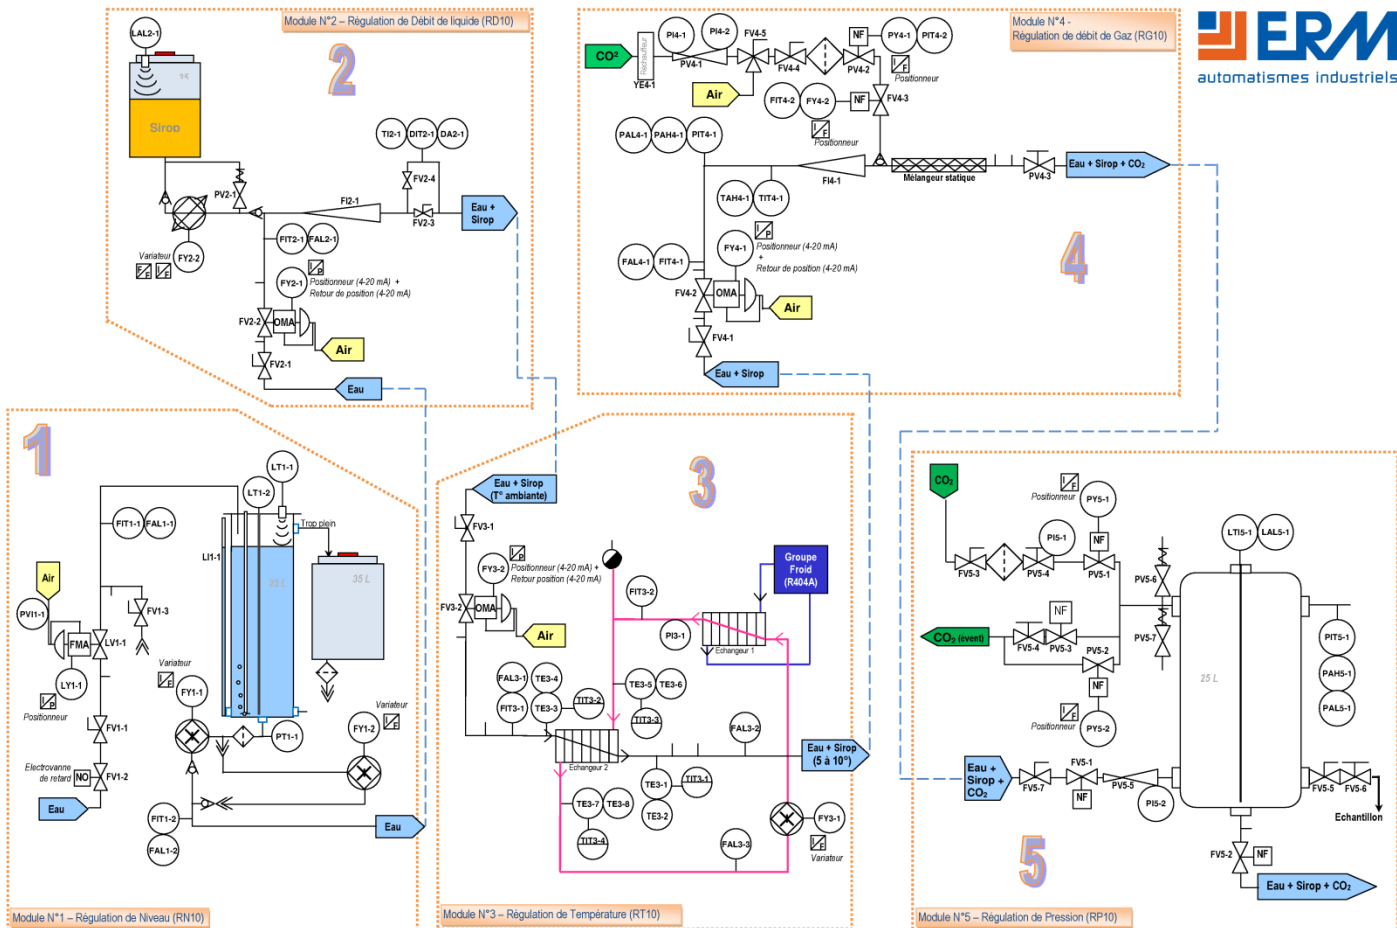 Module N°2 – Régulation de Débit de liquide (RD10)
2
LAL2-1
Sirop
PV2-1
TI2-1
DIT2-1
DA2-1
FV2-4
FI2-1
FV2-3
Eau +
Sirop
Variateur
FY2-2
FIT2-1
FAL2-1
FY2-1
I/P
Positionneur (4-20 mA) +
Retour de position (4-20 mA)
FV2-2
OMA
Air
FV2-1
Eau
Module N°4 -
Régulation de débit de Gaz (RG10)
4
CO²
Réchauffeur
YE4-1
PI4-1
PI4-2
PV4-1
FV4-5
FV4-4
NF
PV4-2
PY4-1
PIT4-2
I/F
Positionneur
Air
FIT4-2
FY4-2
NF
FV4-3
I/F
Positionneur
PAL4-1
PAH4-1
PIT4-1
FI4-1
Mélangeur statique
PV4-3
Eau + Sirop + CO₂
TAH4-1
TIT4-1
FAL4-1
FIT4-1
FY4-1
I/P
Positionneur (4-20 mA)
+
Retour de position (4-20 mA)
FV4-2
OMA
Air
FV4-1
Eau + Sirop
ERM
automatismes industriels
1
LT1-1
LT1-2
Trop plein
FIT1-1
FAL1-1
LI1-1
25 L
35 L
Air
PVI1-1
FMA
LV1-1
FV1-3
LY1-1
I/P
Positionneur
Variateur
I/F
FY1-1
FV1-1
PT1-1
Variateur
FY1-2
I/F
Electrovanne
de retard
NO
FV1-2
Eau
FIT1-2
FAL1-2
Eau
Module N°1 – Régulation de Niveau (RN10)
3
Eau + Sirop
(T° ambiante)
FV3-1
FY3-2
I/P
Positionneur (4-20 mA) +
Retour position (4-20 mA)
FV3-2
OMA
Air
FIT3-2
PI3-1
Echangeur 1
Groupe
Froid
(R404A)
FAL3-1
TE3-4
FIT3-1
TE3-3
TIT3-2
TE3-5
TE3-6
TIT3-3
Echangeur 2
FAL3-2
Eau + Sirop
(5 à 10°)
TE3-1
TIT3-1
TE3-2
TE3-7
TE3-8
TIT3-4
FAL3-3
FY3-1
I/F
Variateur
Module N°3 – Régulation de Température (RT10)
5
CO₂
I/F
Positionneur
PY5-1
PI5-1
NF
FV5-3
PV5-4
PV5-1
PV5-6
LTI5-1
LAL5-1
NF
CO₂ (évent)
FV5-4
PV5-3
PV5-2
PV5-7
NF
I/F
Positionneur
PY5-2
25 L
PIT5-1
PAH5-1
PAL5-1
Eau +
Sirop +
CO₂
FV5-7
FV5-1
NF
PV5-5
PI5-2
FV5-5
FV5-6
Echantillon
FV5-2
NF
Eau + Sirop + CO₂
Module N°5 – Régulation de Pression (RP10)